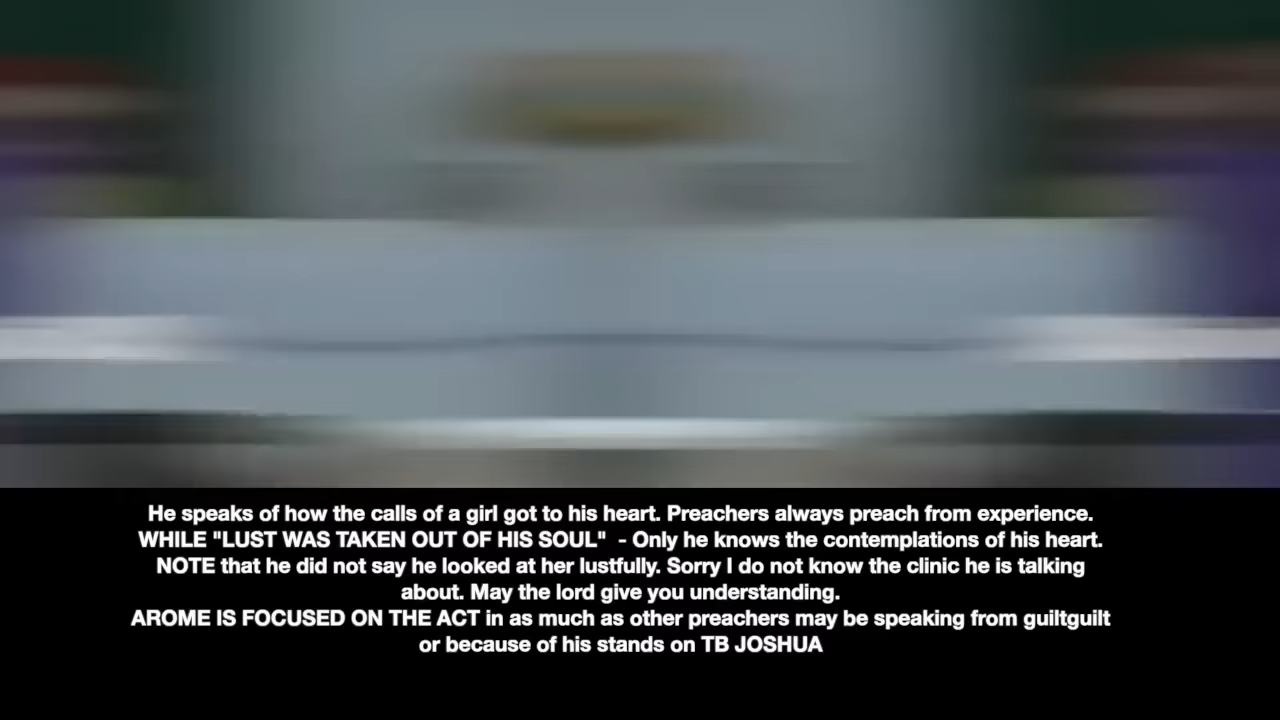 He speaks of how the calls of a girl got to his heart. Preachers always preach from experience.
WHILE "LUST WAS TAKEN OUT OF HIS SOUL"  - Only he knows the contemplations of his heart.
NOTE that he did not say he looked at her lustfully. Sorry I do not know the clinic he is talking
about. May the lord give you understanding.
AROME IS FOCUSED ON THE ACT in as much as other preachers may be speaking from guiltguilt
or because of his stands on TB JOSHUA